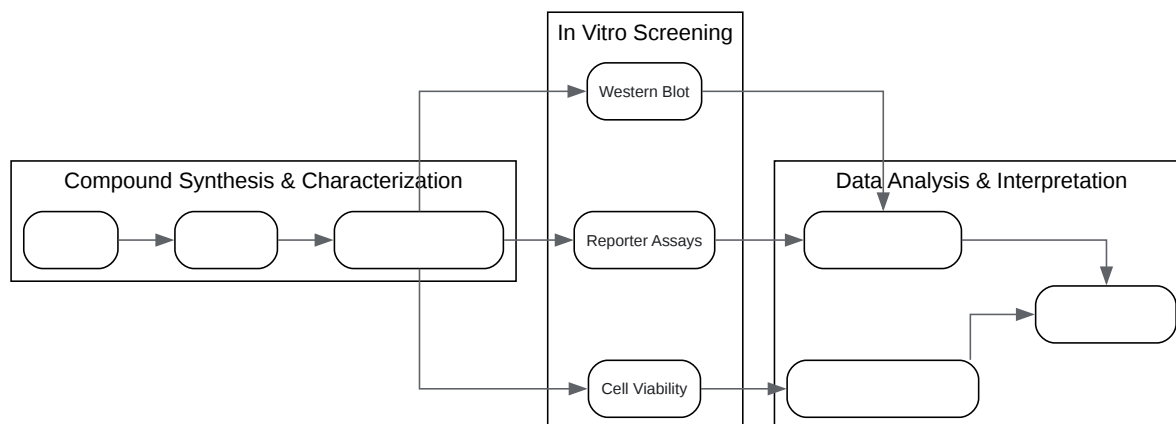 In Vitro Screening
Western Blot
Compound Synthesis & Characterization
Data Analysis & Interpretation
Reporter Assays
Cell Viability